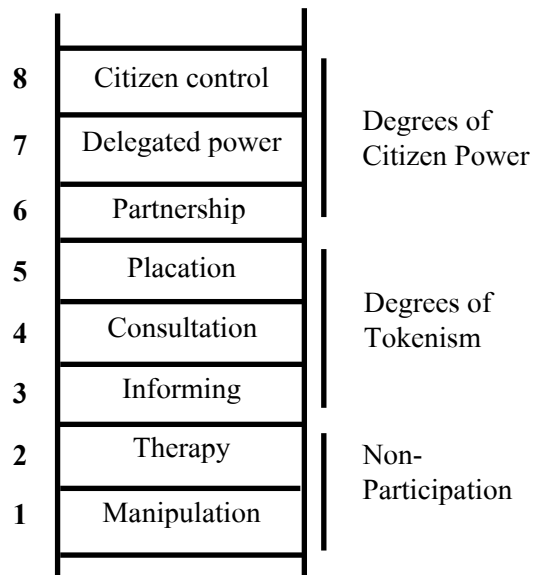 8 Citizen control
7 Delegated power
6 Partnership
Degrees of
Citizen Power
5 Placation
4 Consultation
3 Informing
Degrees of
Tokenism
2 Therapy
1 Manipulation
Non-
Participation